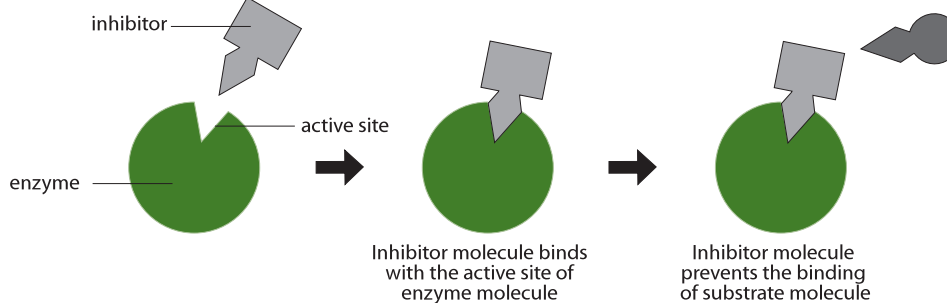 inhibitor
active site
enzyme
Inhibitor molecule binds
with the active site of
enzyme molecule
Inhibitor molecule
prevents the binding
of substrate molecule